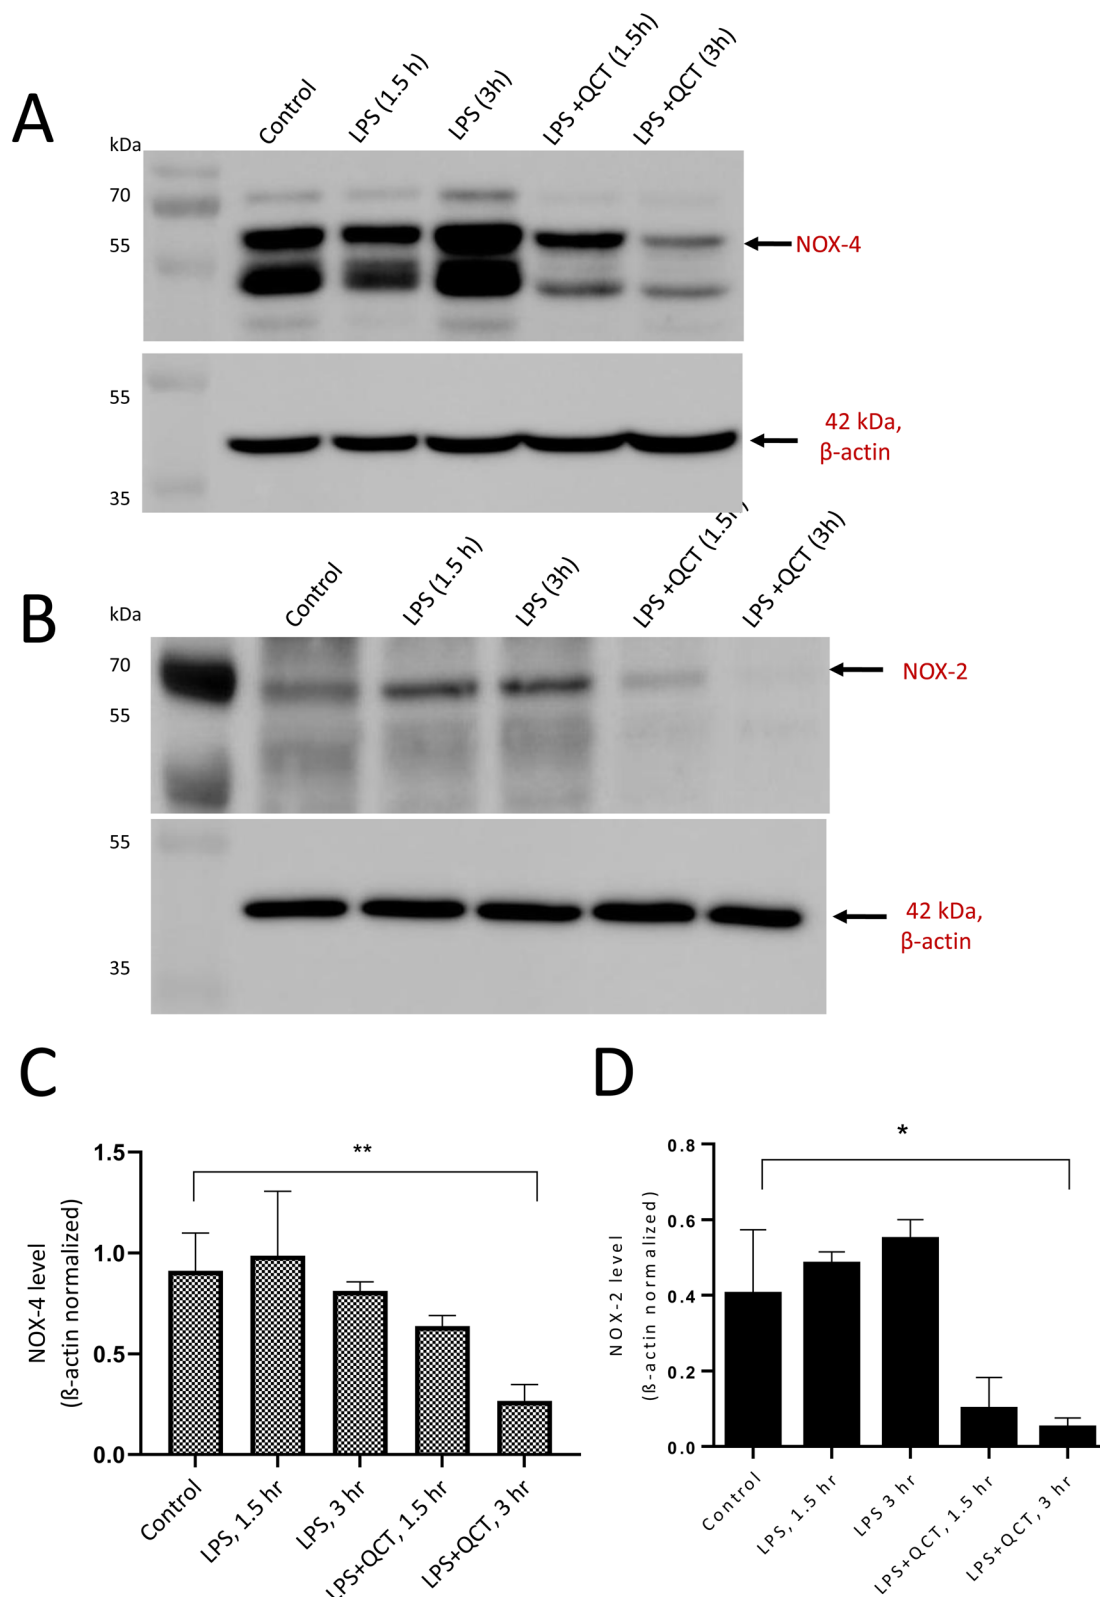 A
kDa
Control
LPS (1.5 h)
LPS (3h)
LPS +QCT (1.5h)
LPS +QCT (3h)
70
55
NOX-4
55
42 kDa,
β-actin
35
B
kDa
Control
LPS (1.5 h)
LPS (3h)
LPS +QCT (1.5h
LPS +QCT (3h)
70
NOX-2
55
55
42 kDa,
β-actin
35
C
**
NOX-4 level
(ß-actin normalized)
1.5
1.0
0.5
0.0
Control
LPS, 1.5 hr
LPS, 3 hr
LPS+QCT, 1.5 hr
LPS+QCT, 3 hr
D
*
NOX-2 level
(ß-actin normalized)
0.8
0.6
0.4
0.2
0.0
Control
LPS, 1.5 hr
LPS 3 hr
LPS+QCT, 1.5 hr
LPS+QCT, 3 hr